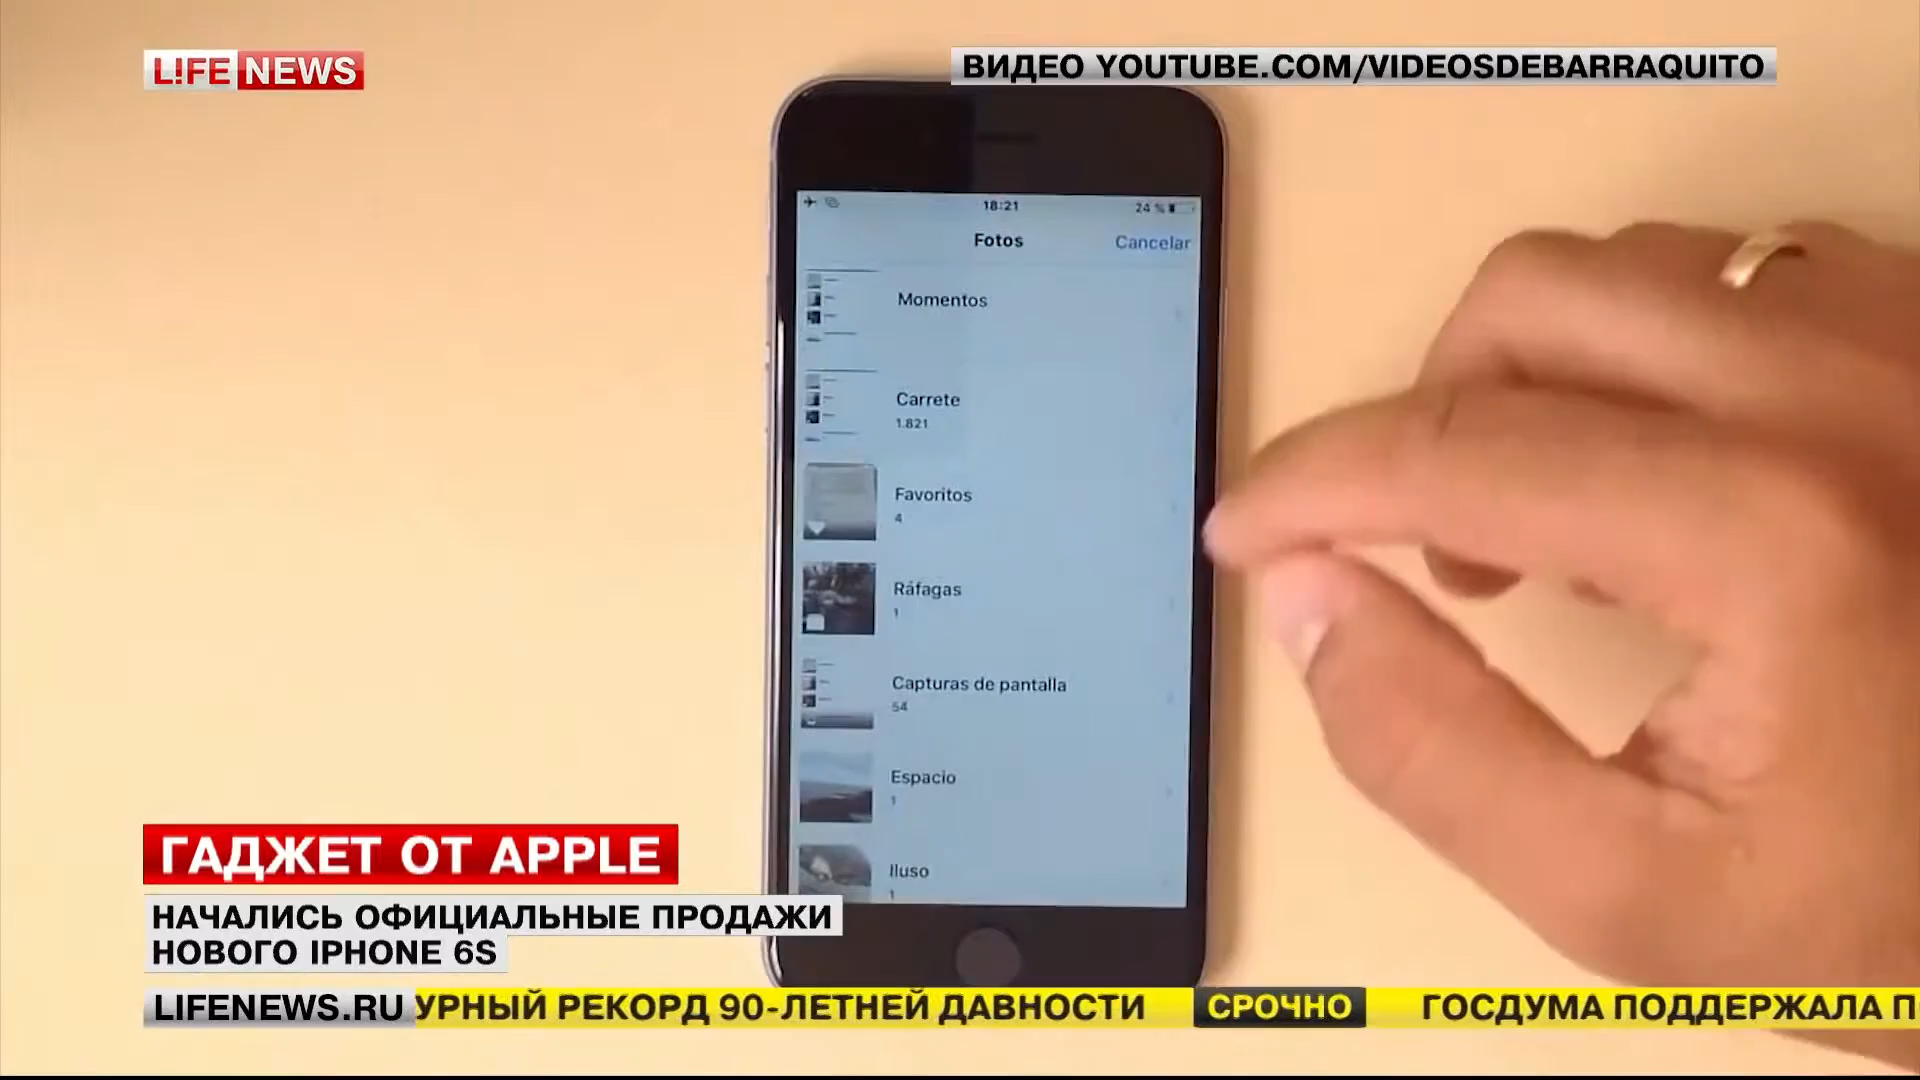 LIFE NEWS
ВИДЕО YOUTUBE.COM/VIDEOSDEBARRAQUITO
18:21
24 %
Fotos
Cancelar
Momentos
Carrete
1.821
Favoritos
4
Ráfagas
1
Capturas de pantalla
54
Espacio
1
Iluso
1
ГАДЖЕТ ОТ APPLE
НАЧАЛИСЬ ОФИЦИАЛЬНЫЕ ПРОДАЖИ
НОВОГО IPHONE 6S
LIFENEWS.RU УРНЫЙ РЕКОРД 90-ЛЕТНЕЙ ДАВНОСТИ СРОЧНО ГОСДУМА ПОДДЕРЖАЛА П